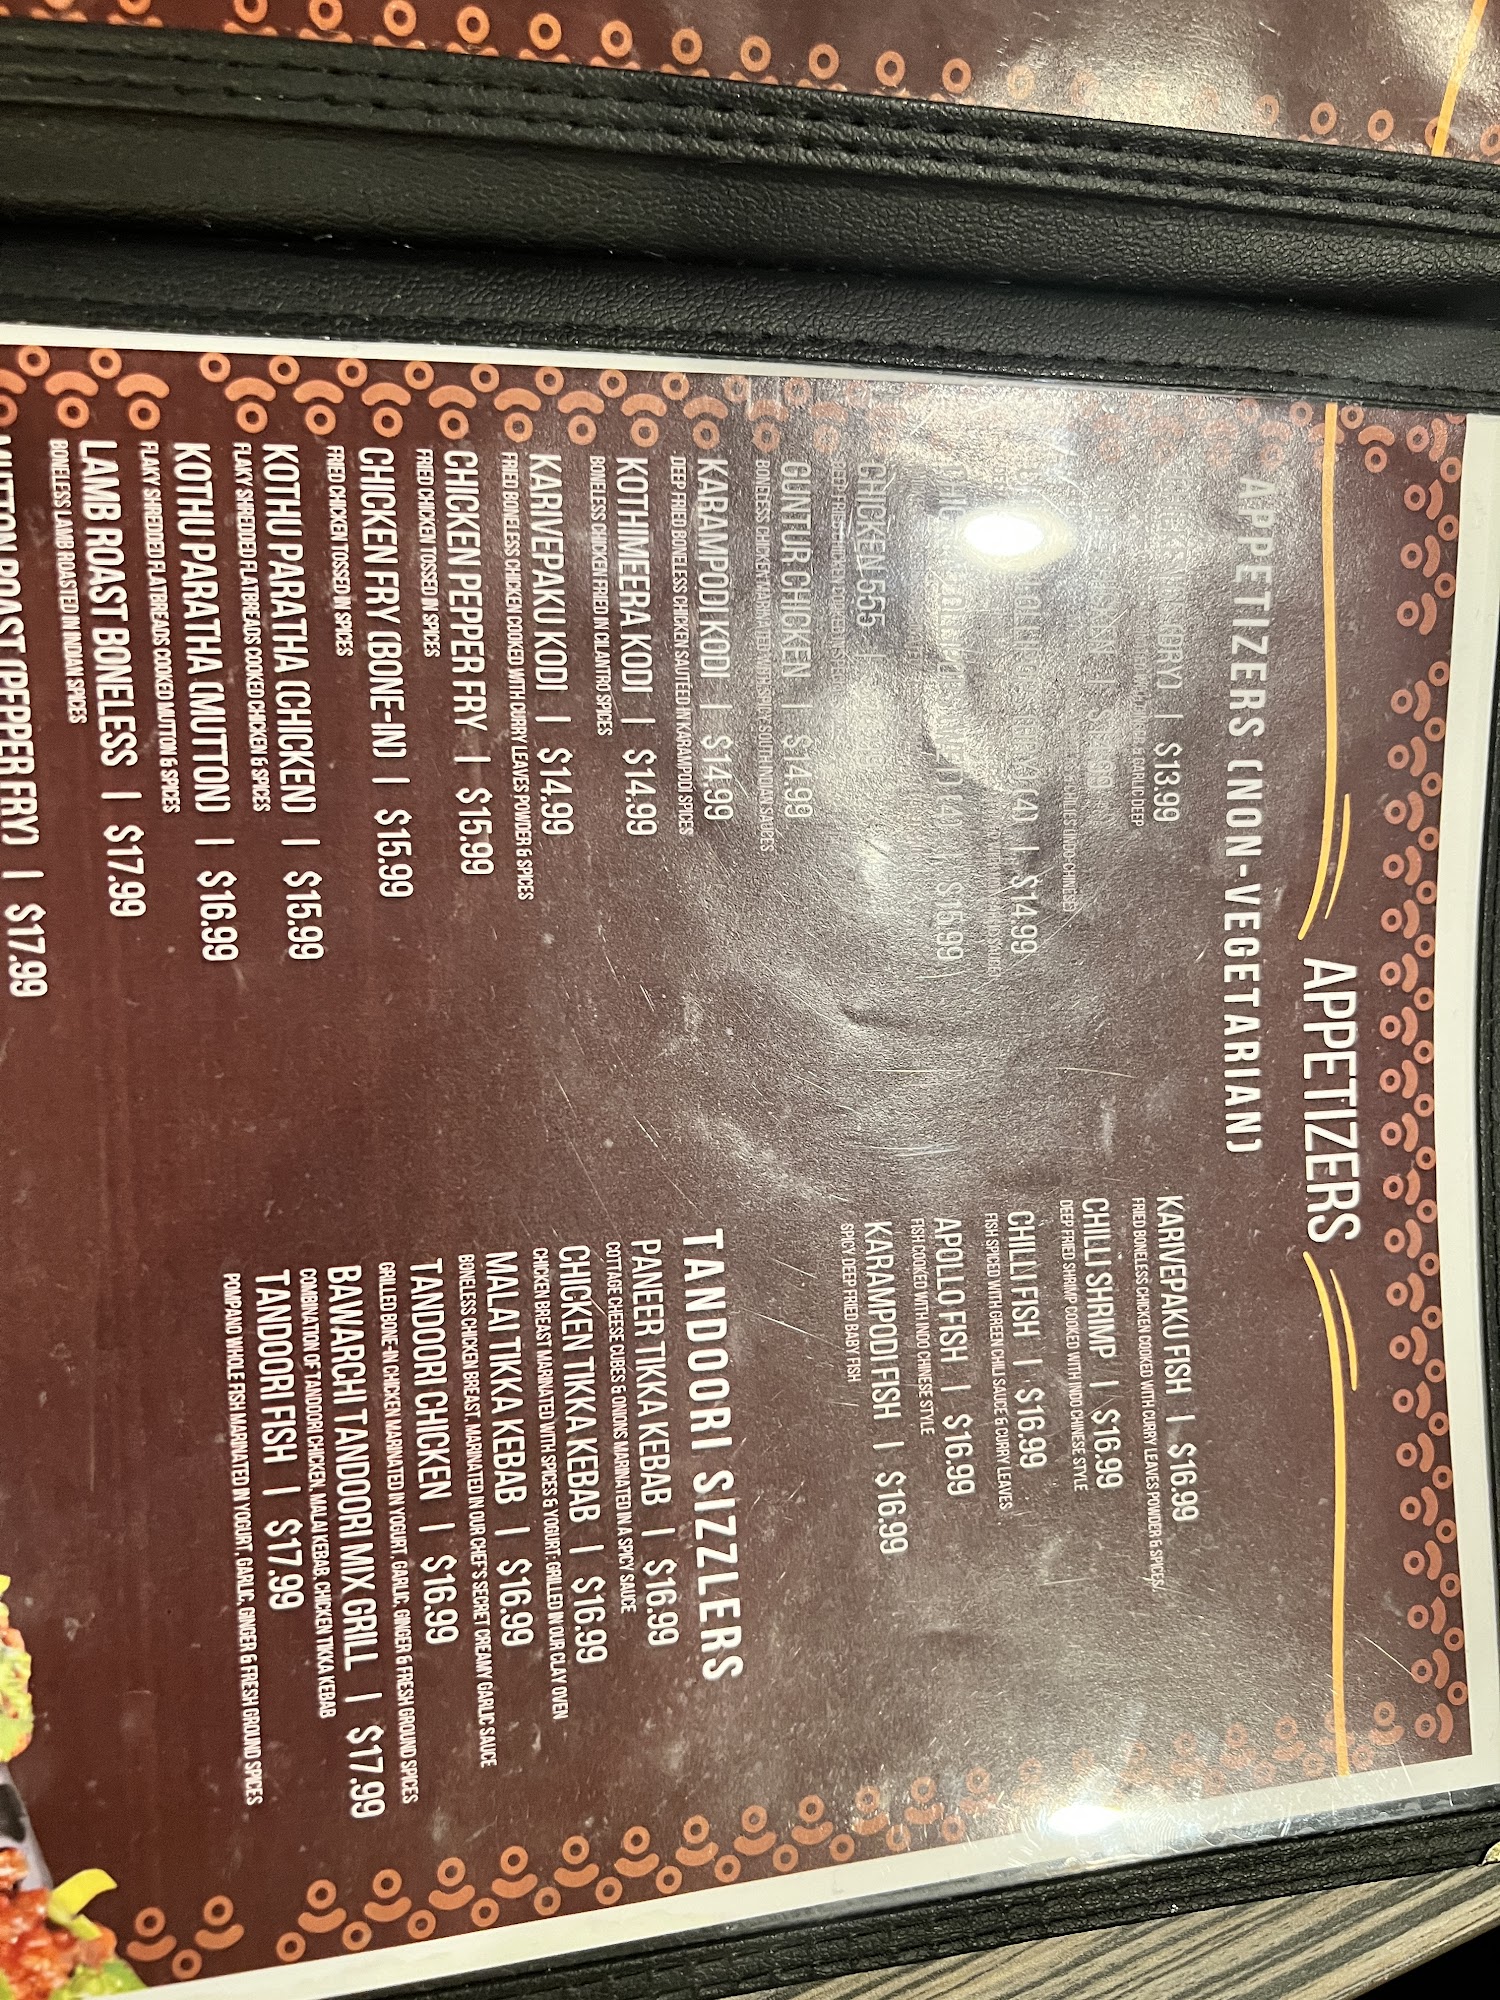 APPETIZERS
APPETIZERS (NON-VEGETARIAN)
$13.99
& GARLIC DEEP
(4) | $14.99
$15.99
CHICKEN 555
GUNTUR CHICKEN | $14.99
BONELESS CHICKEN MARINATED WITH SPICY SOUTH INDIAN SAUCES
KARAMPODI KODI | $14.99
DEEP FRIED BONELESS CHICKEN SAUTEED IN KARAMPODI SPICES
KOTHIMEERA KODI | $14.99
BONELESS CHICKEN FRIED IN CILANTRO SPICES
KARIVEPAKU KODI | $14.99
FRIED BONELESS CHICKEN COOKED WITH CURRY LEAVES POWDER & SPICES
CHICKEN PEPPER FRY | $15.99
FRIED CHICKEN TOSSED IN SPICES
CHICKEN FRY (BONE-IN) | $15.99
FRIED CHICKEN TOSSED IN SPICES
KOTHU PARATHA (CHICKEN) | $15.99
FLAKY SHREDDED FLATBREADS COOKED CHICKEN & SPICES
KOTHU PARATHA (MUTTON) | $16.99
FLAKY SHREDDED FLATBREADS COOKED MUTTON & SPICES
LAMB ROAST BONELESS | $17.99
BONELESS LAMB ROASTED IN INDIAN SPICES
MUTTON ROAST (PEPPER FRY) | $17.99
KARIVEPAKU FISH | $16.99
FRIED BONELESS CHICKEN COOKED WITH CURRY LEAVES POWDER & SPICES/
CHILLI SHRIMP | $16.99
DEEP FRIED SHRIMP COOKED WITH INDO CHINESE STYLE
CHILLI FISH | $16.99
FISH SPICED WITH GREEN CHILI SAUCE & CURRY LEAVES
APOLLO FISH | $16.99
FISH COOKED WITH INDO CHINESE STYLE
KARAMPODI FISH | $16.99
SPICY DEEP FRIED BABY FISH
TANDOORI SIZZLERS
PANEER TIKKA KEBAB | $16.99
COTTAGE CHEESE CUBES & ONIONS MARINATED IN A SPICY SAUCE
CHICKEN TIKKA KEBAB | $16.99
CHICKEN BREAST MARINATED WITH SPICES & YOGURT; GRILLED IN OUR CLAY OVEN
MALAI TIKKA KEBAB | $16.99
BONELESS CHICKEN BREAST, MARINATED IN OUR CHEF'S SECRET CREAMY GARLIC SAUCE
TANDOORI CHICKEN | $16.99
GRILLED BONE-IN CHICKEN MARINATED IN YOGURT, GARLIC, GINGER & FRESH GROUND SPICES
BAWARCHI TANDOORI MIX GRILL | $17.99
COMBINATION OF TANDOORI CHICKEN, MALAI KEBAB, CHICKEN TIKKA KEBAB
TANDOORI FISH | $17.99
POMPANO WHOLE FISH MARINATED IN YOGURT, GARLIC, GINGER & FRESH GROUND SPICES